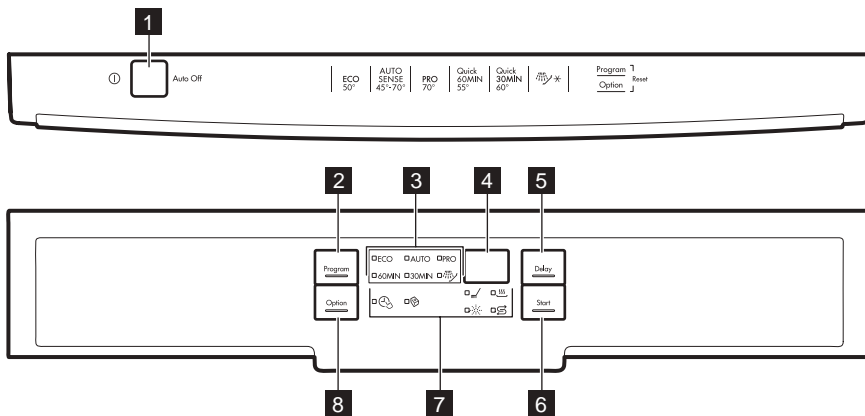 1
Auto Off
ECO
50°
AUTO
SENSE
45°-70°
PRO
70°
Quick
60MIN
55°
Quick
30MIN
60°
Program
Option
Reset
2
3
4
5
Program
ECO AUTO PRO
60MIN 30MIN
Delay
Option
Start
8
7
6